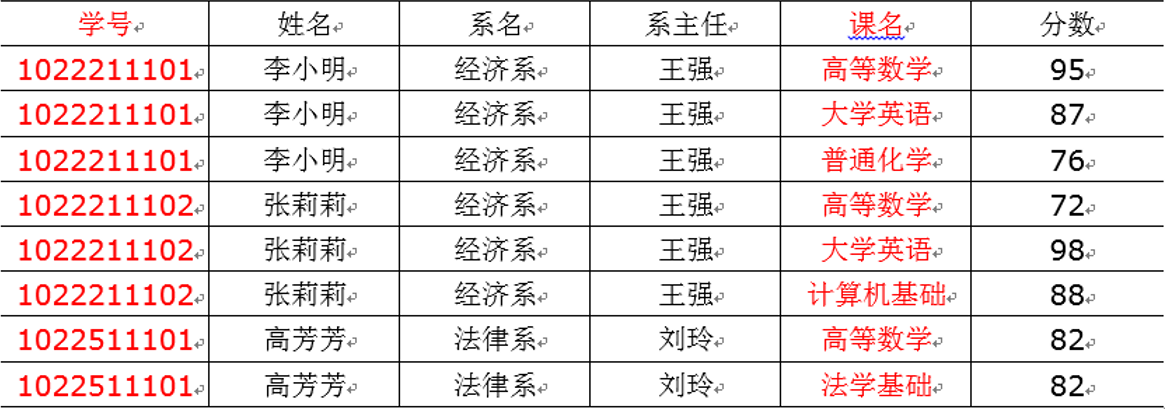 学号 姓名 系名 系主任 课名 分数
1022211101 李小明 经济系 王强 高等数学 95
1022211101 李小明 经济系 王强 大学英语 87
1022211101 李小明 经济系 王强 普通化学 76
1022211102 张莉莉 经济系 王强 高等数学 72
1022211102 张莉莉 经济系 王强 大学英语 98
1022211102 张莉莉 经济系 王强 计算机基础 88
1022511101 高芳芳 法律系 刘玲 高等数学 82
1022511101 高芳芳 法律系 刘玲 法学基础 82